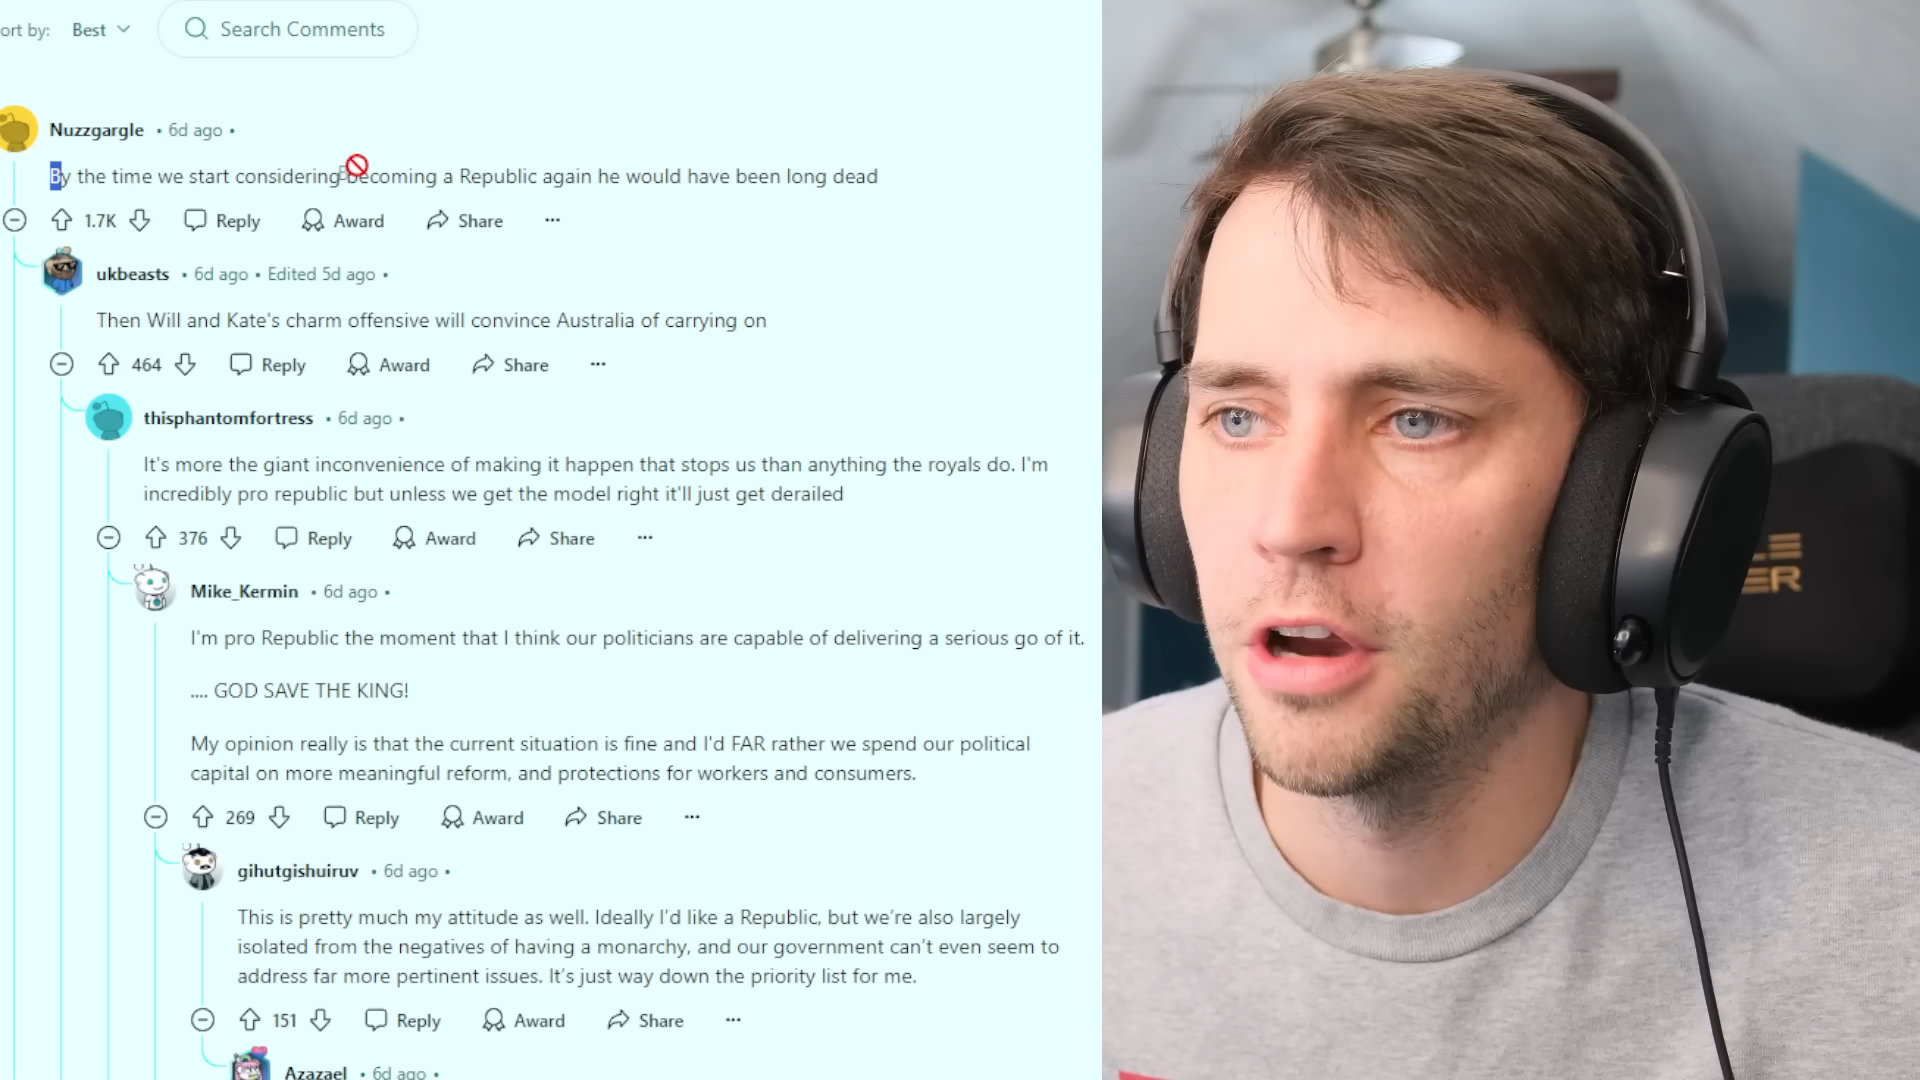 ort by: Best Search Comments
Nuzzgargle • 6d ago •
By the time we start considering becoming a Republic again he would have been long dead
1.7K Reply Award Share ...
ukbeasts • 6d ago • Edited 5d ago •
Then Will and Kate's charm offensive will convince Australia of carrying on
464 Reply Award Share ...
thisphantomfortress • 6d ago •
It's more the giant inconvenience of making it happen that stops us than anything the royals do. I'm
incredibly pro republic but unless we get the model right it'll just get derailed
376 Reply Award Share ...
Mike_Kermin • 6d ago •
I'm pro Republic the moment that I think our politicians are capable of delivering a serious go of it.
.... GOD SAVE THE KING!
My opinion really is that the current situation is fine and I'd FAR rather we spend our political
capital on more meaningful reform, and protections for workers and consumers.
269 Reply Award Share ...
gihutgishuiruv • 6d ago •
This is pretty much my attitude as well. Ideally I’d like a Republic, but we’re also largely
isolated from the negatives of having a monarchy, and our government can’t even seem to
address far more pertinent issues. It’s just way down the priority list for me.
151 Reply Award Share ...
Azazael • 6d ago •